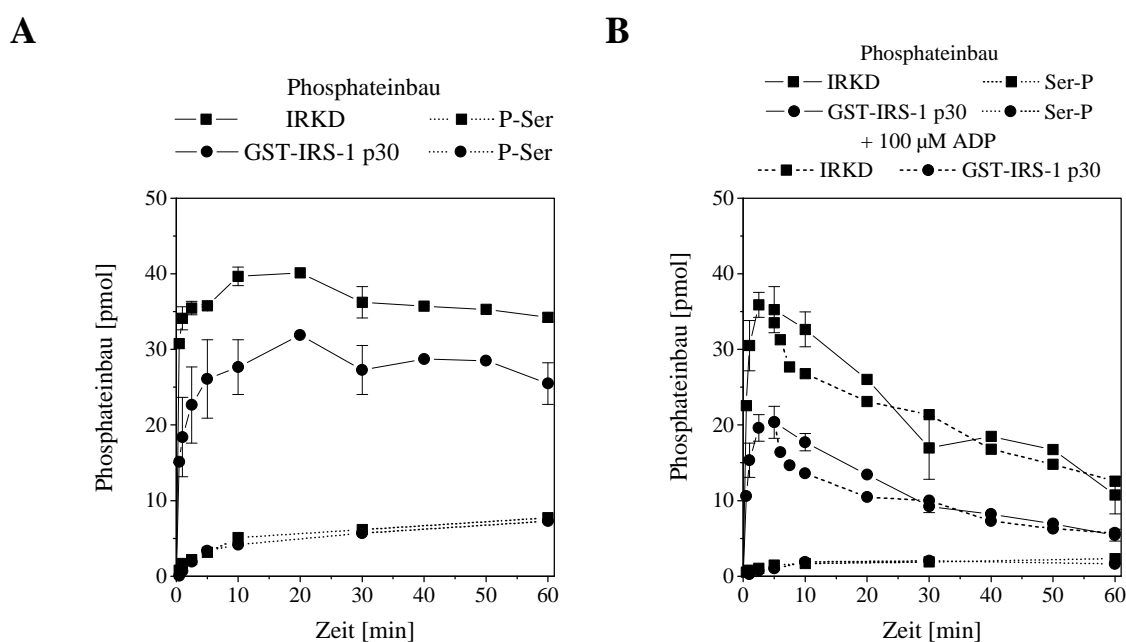 A
Phosphateinbau
IRKD P-Ser
GST-IRS-1 p30 P-Ser
50
40
30
20
10
0
Phosphateinbau [pmol]
0 10 20 30 40 50 60
Zeit [min]
B
Phosphateinbau
IRKD Ser-P
GST-IRS-1 p30 Ser-P
+ 100 μM ADP
IRKD GST-IRS-1 p30
50
40
30
20
10
0
Phosphateinbau [pmol]
0 10 20 30 40 50 60
Zeit [min]